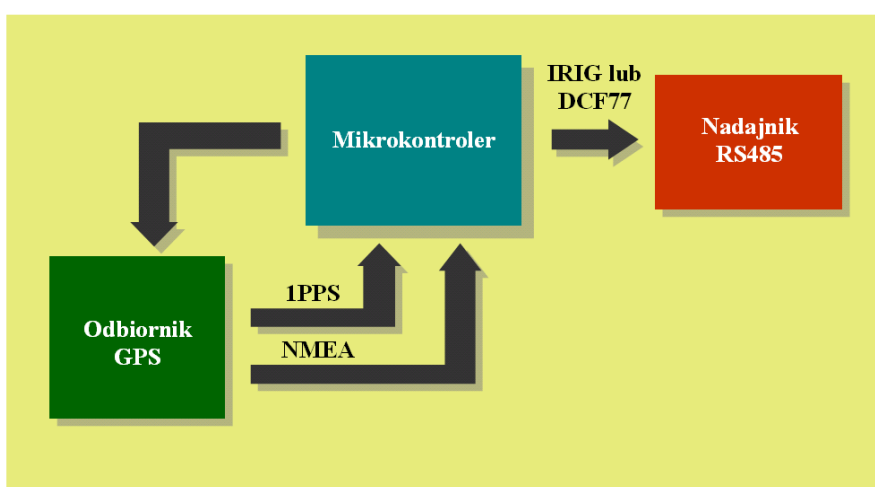 IRIG lub
DCF77
Mikrokontroler
Nadajnik
RS485
1PPS
Odbiornik
GPS
NMEA